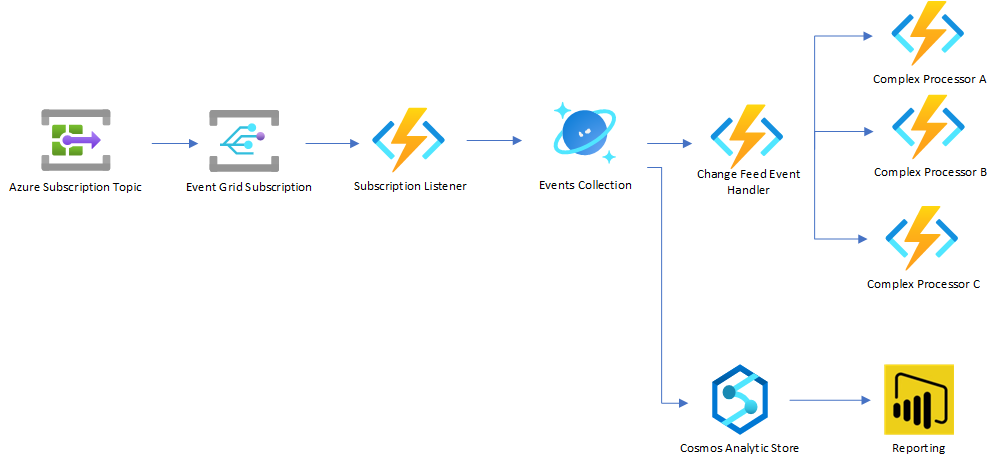 Complex Processor A
Azure Subscription Topic
Event Grid Subscription
Subscription Listener
Events Collection
Change Feed Event
Handler
Complex Processor B
Complex Processor C
Cosmos Analytic Store
Reporting